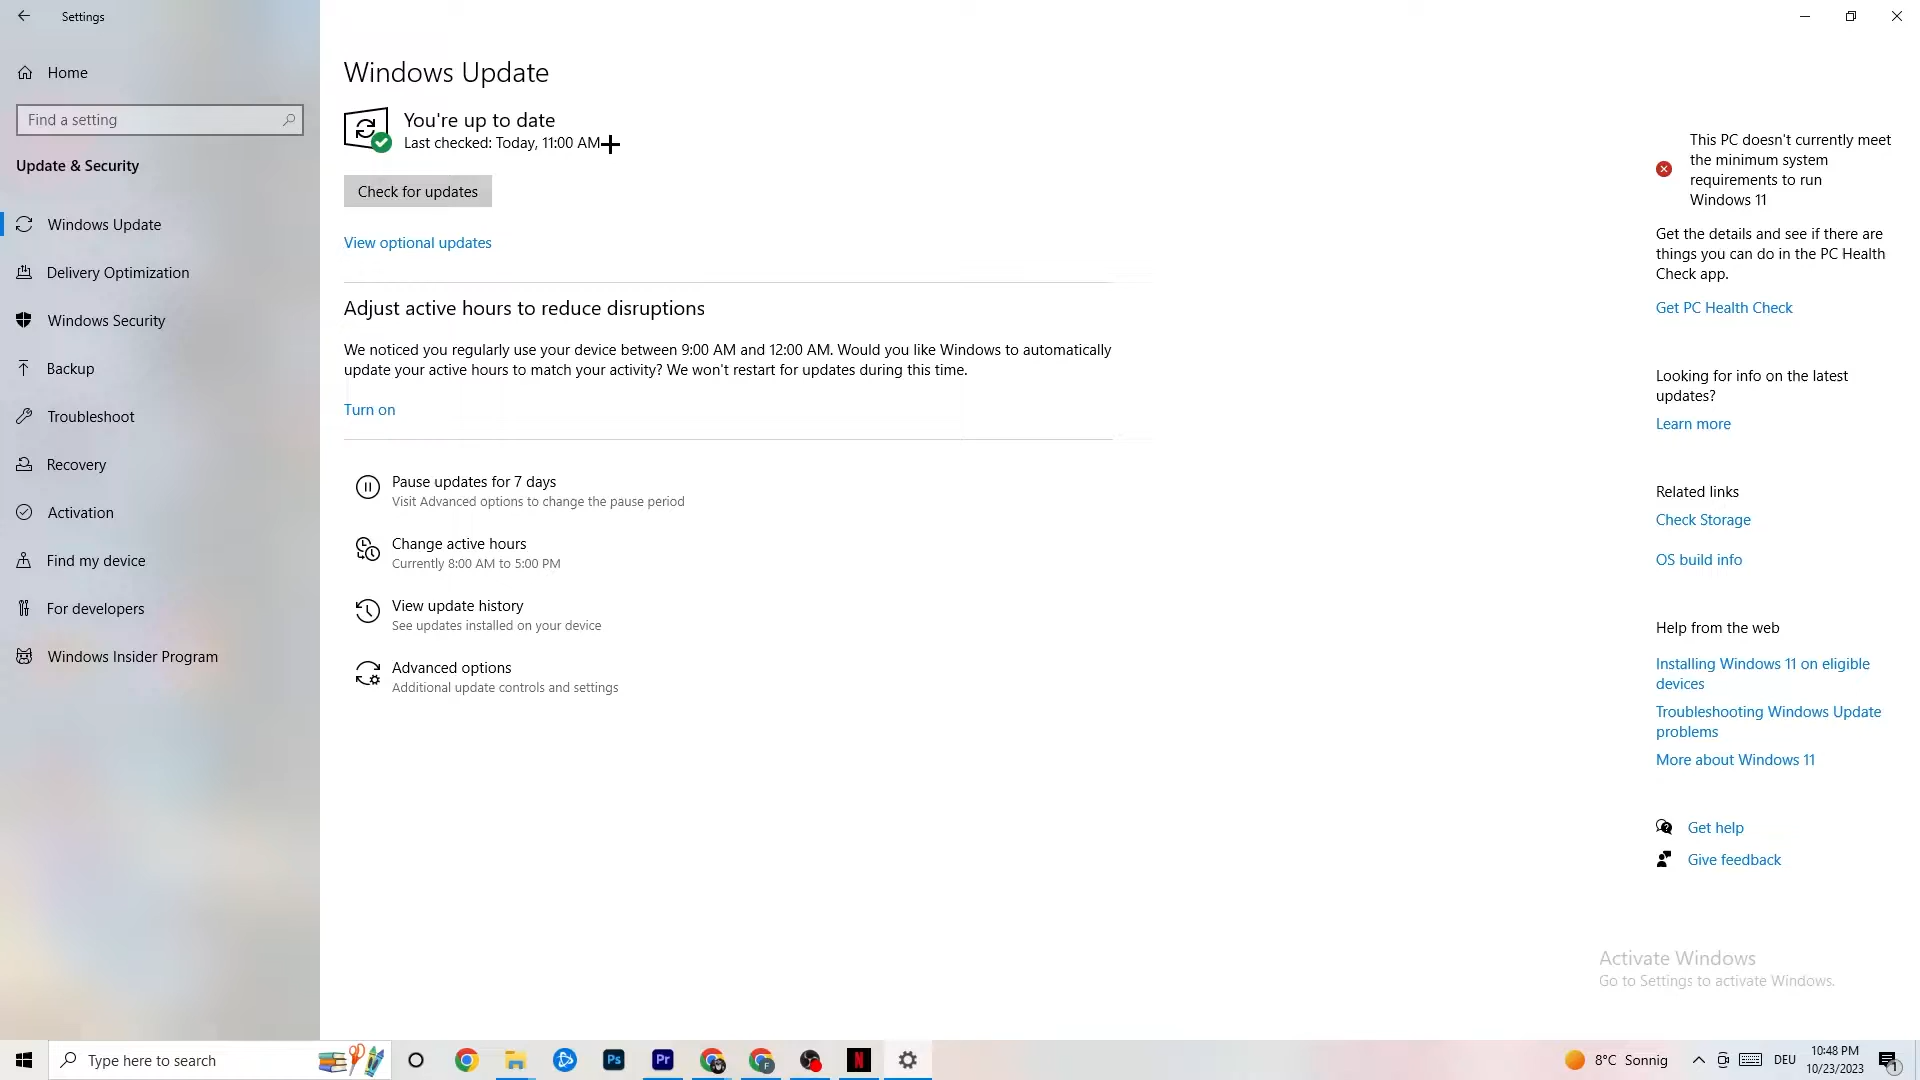 Settings
Home
Find a setting
Update & Security
Windows Update
Delivery Optimization
Windows Security
Backup
Troubleshoot
Recovery
Activation
Find my device
For developers
Windows Insider Program
Windows Update
You're up to date
Last checked: Today, 11:00 AM
Check for updates
View optional updates
Adjust active hours to reduce disruptions
We noticed you regularly use your device between 9:00 AM and 12:00 AM. Would you like Windows to automatically
update your active hours to match your activity? We won't restart for updates during this time.
Turn on
Pause updates for 7 days
Visit Advanced options to change the pause period
Change active hours
Currently 8:00 AM to 5:00 PM
View update history
See updates installed on your device
Advanced options
Additional update controls and settings
This PC doesn't currently meet
the minimum system
requirements to run
Windows 11
Get the details and see if there are
things you can do in the PC Health
Check app.
Get PC Health Check
Looking for info on the latest
updates?
Learn more
Related links
Check Storage
OS build info
Help from the web
Installing Windows 11 on eligible
devices
Troubleshooting Windows Update
problems
More about Windows 11
Get help
Give feedback
Activate Windows
Go to Settings to activate Windows.
Type here to search
Ps
Pr
F
N
8°C Sonnig
DEU
10:48 PM
10/23/2023
1